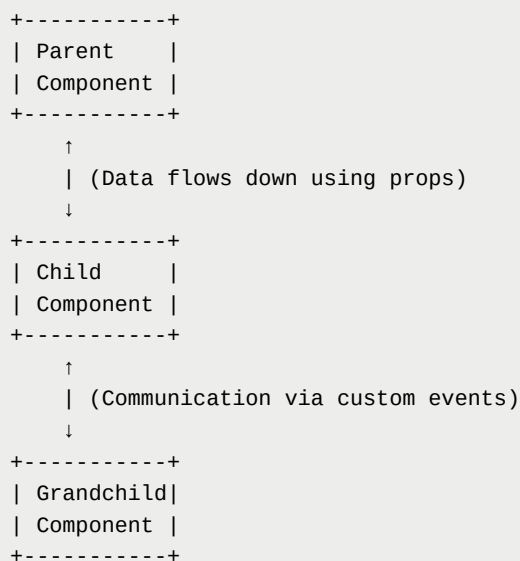 +-----------+
| Parent    |
| Component |
+-----------+
↑
| (Data flows down using props)
↓
+-----------+
| Child     |
| Component |
+-----------+
↑
| (Communication via custom events)
↓
+-----------+
| Grandchild|
| Component |
+-----------+